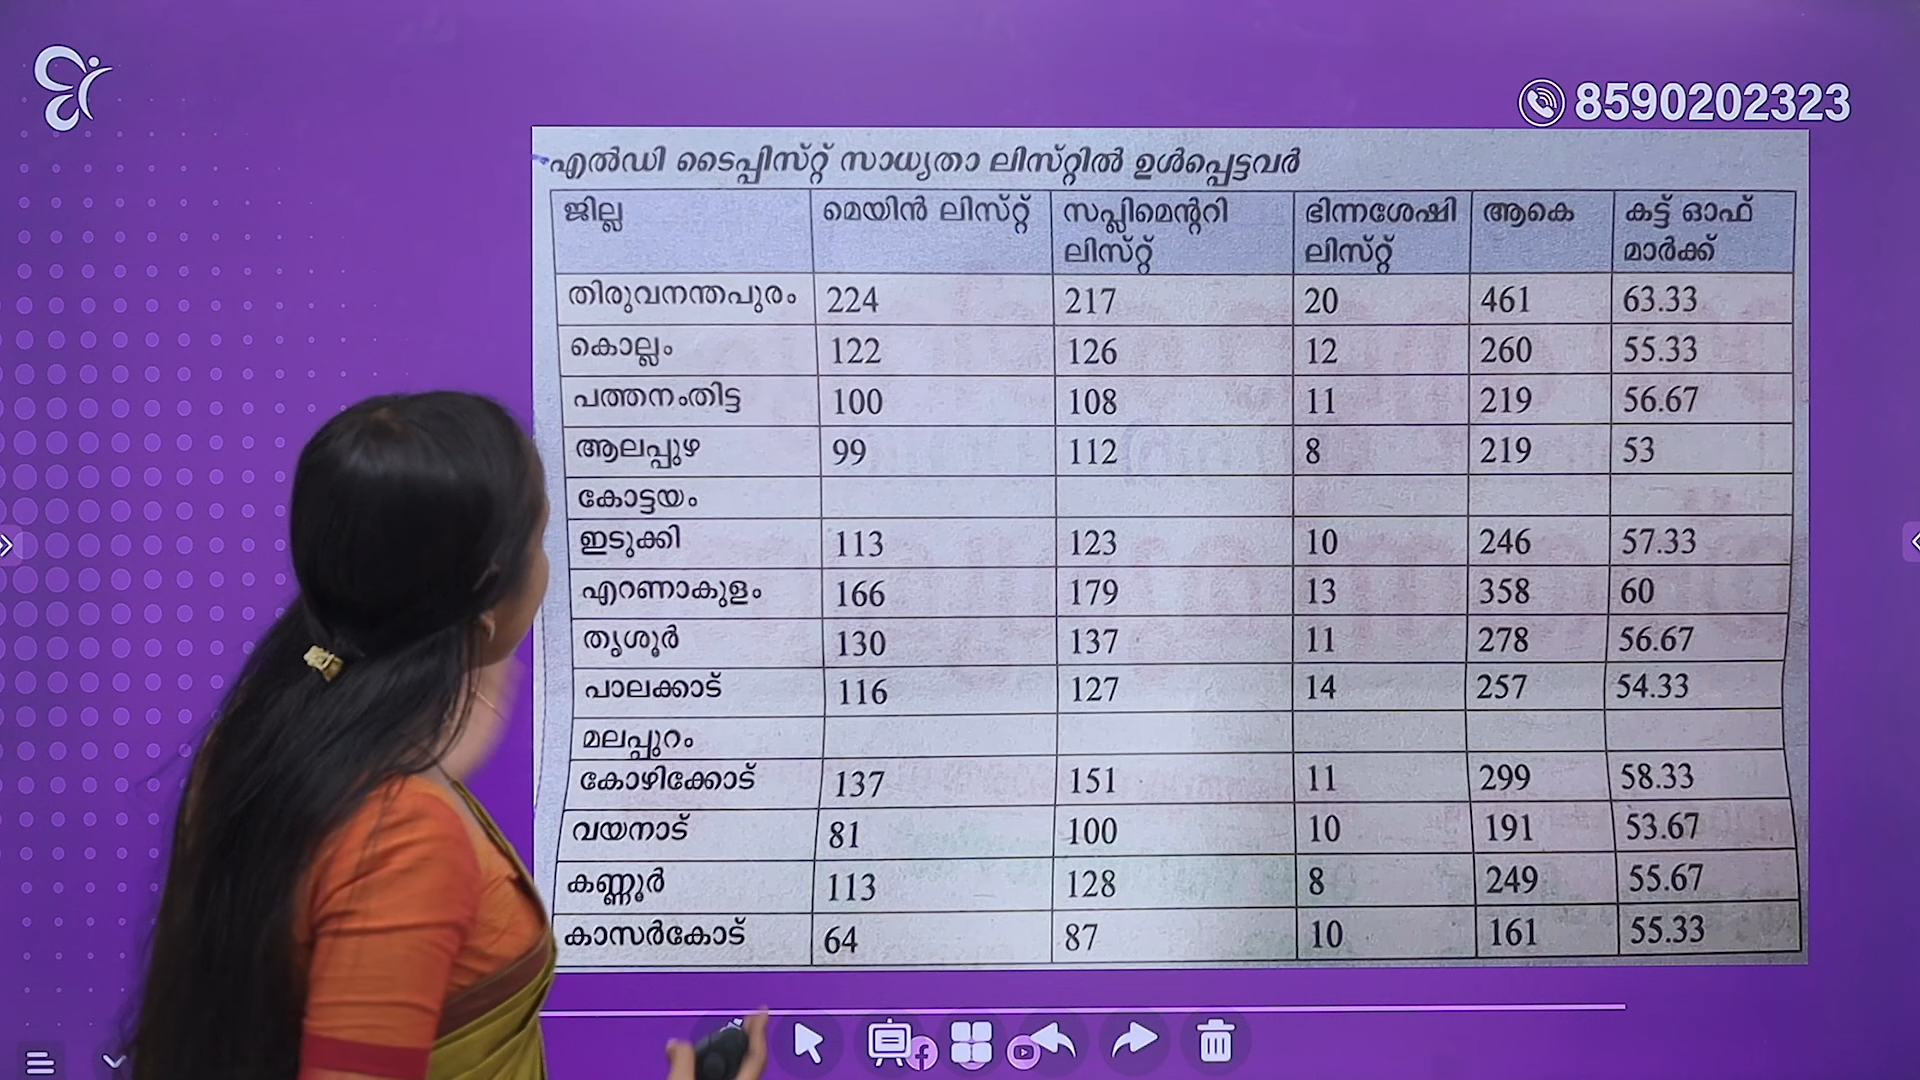 8590202323
എൽഡി ടൈപ്പിസ്റ്റ് സാധ്യതാ ലിസ്റ്റിൽ ഉൾപ്പെട്ടവർ
ജില്ല മെയിൻ ലിസ്റ്റ് സപ്ലിമെന്ററി ലിസ്റ്റ് ഭിന്നശേഷി ലിസ്റ്റ് ആകെ കട്ട് ഓഫ് മാർക്ക്
തിരുവനന്തപുരം 224 217 20 461 63.33
കൊല്ലം 122 126 12 260 55.33
പത്തനംതിട്ട 100 108 11 219 56.67
ആലപ്പുഴ 99 112 8 219 53
കോട്ടയം
ഇടുക്കി 113 123 10 246 57.33
എറണാകുളം 166 179 13 358 60
തൃശൂർ 130 137 11 278 56.67
പാലക്കാട് 116 127 14 257 54.33
മലപ്പുറം
കോഴിക്കോട് 137 151 11 299 58.33
വയനാട് 81 100 10 191 53.67
കണ്ണൂർ 113 128 8 249 55.67
കാസർകോട് 64 87 10 161 55.33